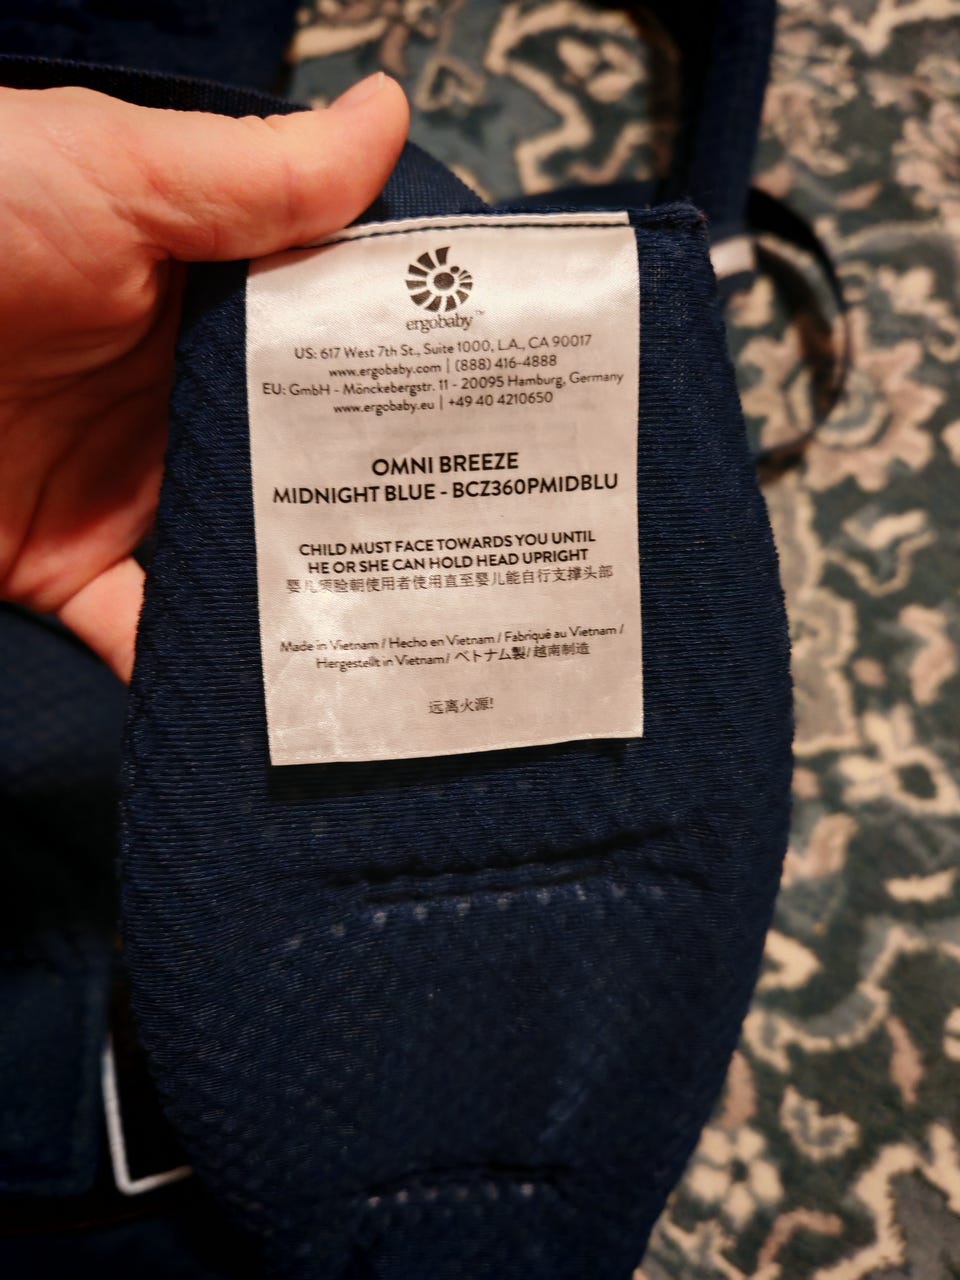 ergobaby™
US: 617 West 7th St., Suite 1000, L.A., CA 90017
www.ergobaby.com | (888) 416-4888
EU: GmbH - Mönckebergstr. 11 - 20095 Hamburg, Germany
www.ergobaby.eu | +49 40 4210650
OMNI BREEZE
MIDNIGHT BLUE - BCZ360PMIDBLU
CHILD MUST FACE TOWARDS YOU UNTIL
HE OR SHE CAN HOLD HEAD UPRIGHT
婴儿须脸朝使用者使用直至婴儿能自行支撑头部
Made in Vietnam / Hecho en Vietnam / Fabriqué au Vietnam /
Hergestellt in Vietnam / ベトナム製/ 越南制造
远离火源!